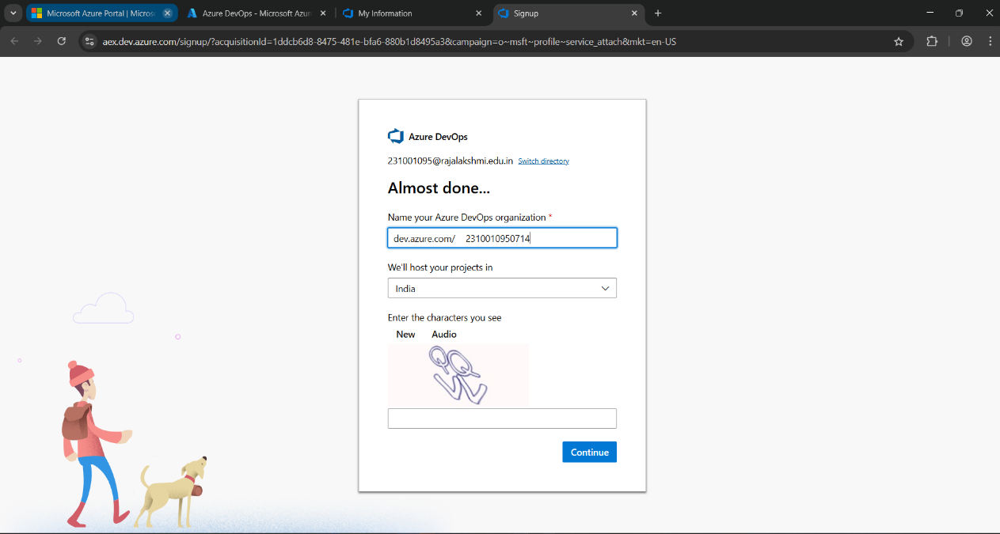 Microsoft Azure Portal | Micros
Azure DevOps - Microsoft Azur
My Information
Signup
aex.dev.azure.com/signup/?acquisitionId=1ddcb6d8-8475-481e-bfa6-880b1d8495a3&campaign=o~msft~profile~service_attach&mkt=en-US
Azure DevOps
231001095@rajalakshmi.edu.in Switch directory
Almost done...
Name your Azure DevOps organization *
dev.azure.com/ 2310010950714
We'll host your projects in
India
Enter the characters you see
New Audio
Continue